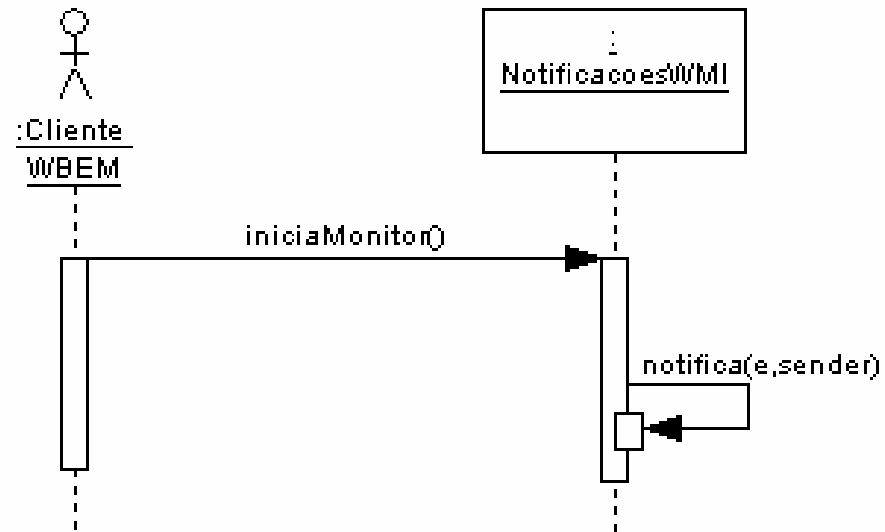 :Cliente
WBEM
:
NotificacoesWMI
iniciaMonitor()
notifica(e,sender)